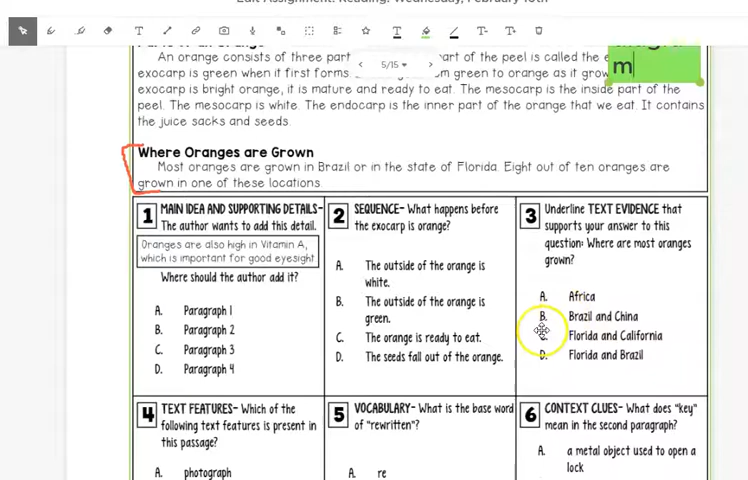 Edit Assignment: Reading: Wednesday, February 10th
T T T- T-
5/15
m
An orange consists of three part art of the peel is called the e
exocarp is green when it first forms. om green to orange as it grow
exocarp is bright orange, it is mature and ready to eat. The mesocarp is the inside part of the
peel. The mesocarp is white. The endocarp is the inner part of the orange that we eat. It contains
the juice sacks and seeds.
Where Oranges are Grown
Most oranges are grown in Brazil or in the state of Florida. Eight out of ten oranges are
grown in one of these locations.
1 MAIN IDEA AND SUPPORTING DETAILS-
The author wants to add this detail.
Oranges are also high in Vitamin A,
which is important for good eyesight.
Where should the author add it?
A. Paragraph 1
B. Paragraph 2
C. Paragraph 3
D. Paragraph 4
2 SEQUENCE- What happens before
the exocarp is orange?
A. The outside of the orange is
white.
B. The outside of the orange is
green.
C. The orange is ready to eat.
D. The seeds fall out of the orange.
3 Underline TEXT EVIDENCE that
supports your answer to this
question: Where are most oranges
grown?
A. Africa
B. Brazil and China
C. Florida and California
D. Florida and Brazil
4 TEXT FEATURES- Which of the
following text features is present in
this passage?
A. photograph
5 VOCABULARY- What is the base word
of "rewritten"?
A. re
6 CONTEXT CLUES- What does "key"
mean in the second paragraph?
A. a metal object used to open a
lock